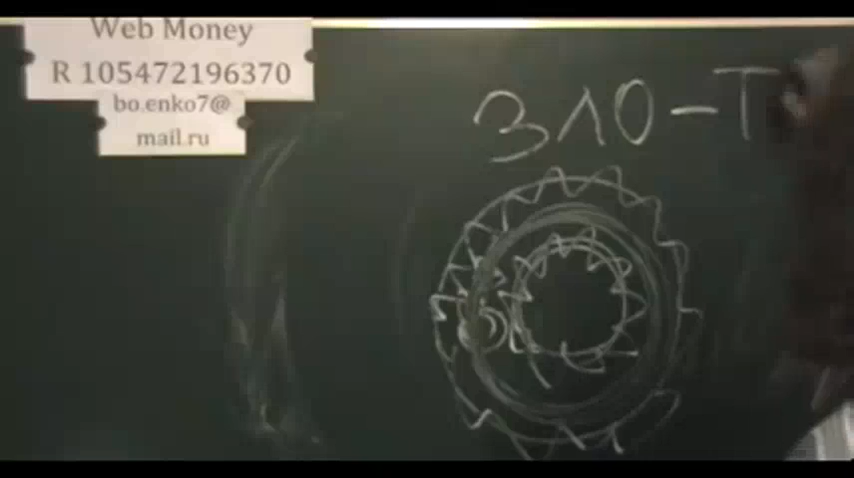 Web Money
R 105472196370
bo.enko7@
mail.ru
ЗЛО-Т